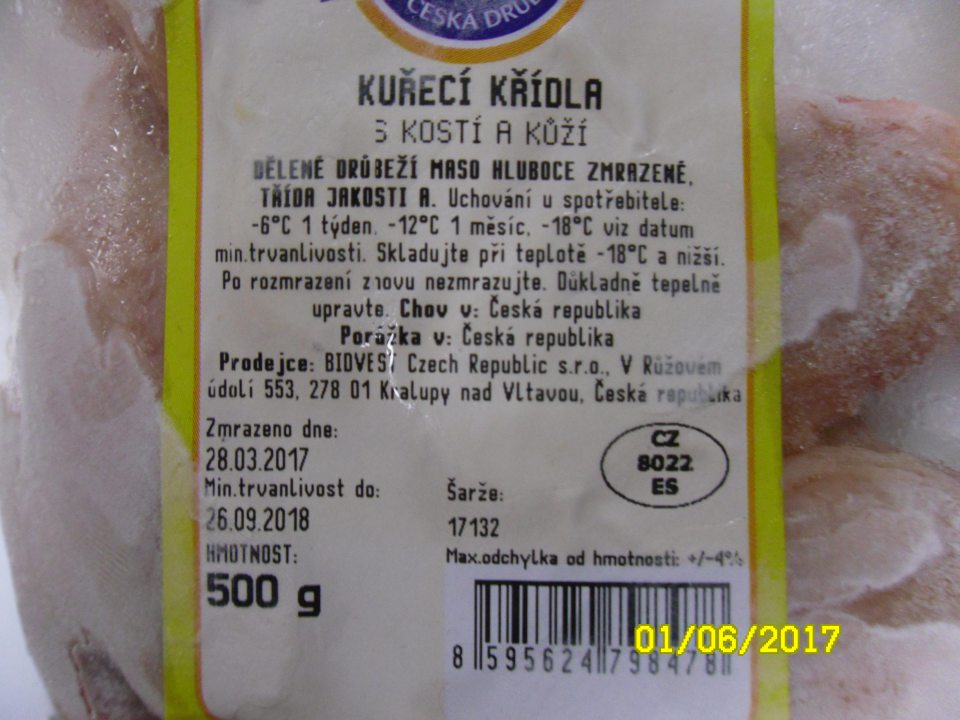 ČESKÁ
KUŘECÍ KŘÍDLA
S KOSTÍ A KŮŽÍ
DĚLENÉ DRŮBEŽÍ MASO HLUBOCE ZMRAZENÉ,
TŘÍDA JAKOSTI A. Uchování u spotřebitele:
-6°C 1 týden, -12°C 1 měsíc, -18°C viz datum
min.trvanlivosti. Skladujte při teplotě -18°C a nižší.
Po rozmrazení znovu nezmrazujte. Důkladně tepelně
upravte. Chov v: Česká republika
Porážka v: Česká republika
Prodejce: BIDVEST Czech Republic s.r.o., V Růžovém
údolí 553, 278 01 Kralupy nad Vltavou, Česká republika
Zmrazeno dne:
28.03.2017
Min.trvanlivost do:
26.09.2018
HMOTNOST:
500 g
CZ
8022
ES
Šarže:
17132
Max.odchylka od hmotnosti: +/-4%
8 595624 798478
01/06/2017